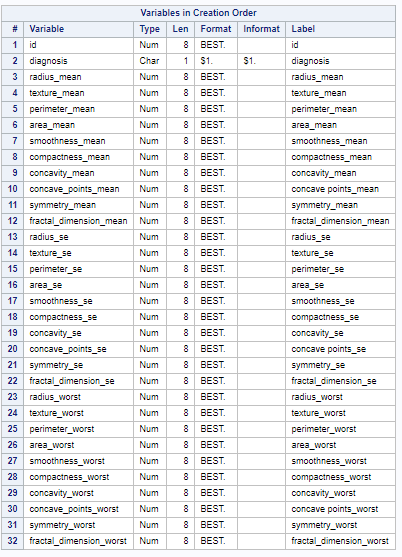 Variables in Creation Order
# Variable Type Len Format Informat Label
1 id Num 8 BEST. id
2 diagnosis Char 1 $1. $1. diagnosis
3 radius_mean Num 8 BEST. radius_mean
4 texture_mean Num 8 BEST. texture_mean
5 perimeter_mean Num 8 BEST. perimeter_mean
6 area_mean Num 8 BEST. area_mean
7 smoothness_mean Num 8 BEST. smoothness_mean
8 compactness_mean Num 8 BEST. compactness_mean
9 concavity_mean Num 8 BEST. concavity_mean
10 concave_points_mean Num 8 BEST. concave points_mean
11 symmetry_mean Num 8 BEST. symmetry_mean
12 fractal_dimension_mean Num 8 BEST. fractal_dimension_mean
13 radius_se Num 8 BEST. radius_se
14 texture_se Num 8 BEST. texture_se
15 perimeter_se Num 8 BEST. perimeter_se
16 area_se Num 8 BEST. area_se
17 smoothness_se Num 8 BEST. smoothness_se
18 compactness_se Num 8 BEST. compactness_se
19 concavity_se Num 8 BEST. concavity_se
20 concave_points_se Num 8 BEST. concave points_se
21 symmetry_se Num 8 BEST. symmetry_se
22 fractal_dimension_se Num 8 BEST. fractal_dimension_se
23 radius_worst Num 8 BEST. radius_worst
24 texture_worst Num 8 BEST. texture_worst
25 perimeter_worst Num 8 BEST. perimeter_worst
26 area_worst Num 8 BEST. area_worst
27 smoothness_worst Num 8 BEST. smoothness_worst
28 compactness_worst Num 8 BEST. compactness_worst
29 concavity_worst Num 8 BEST. concavity_worst
30 concave_points_worst Num 8 BEST. concave points_worst
31 symmetry_worst Num 8 BEST. symmetry_worst
32 fractal_dimension_worst Num 8 BEST. fractal_dimension_worst